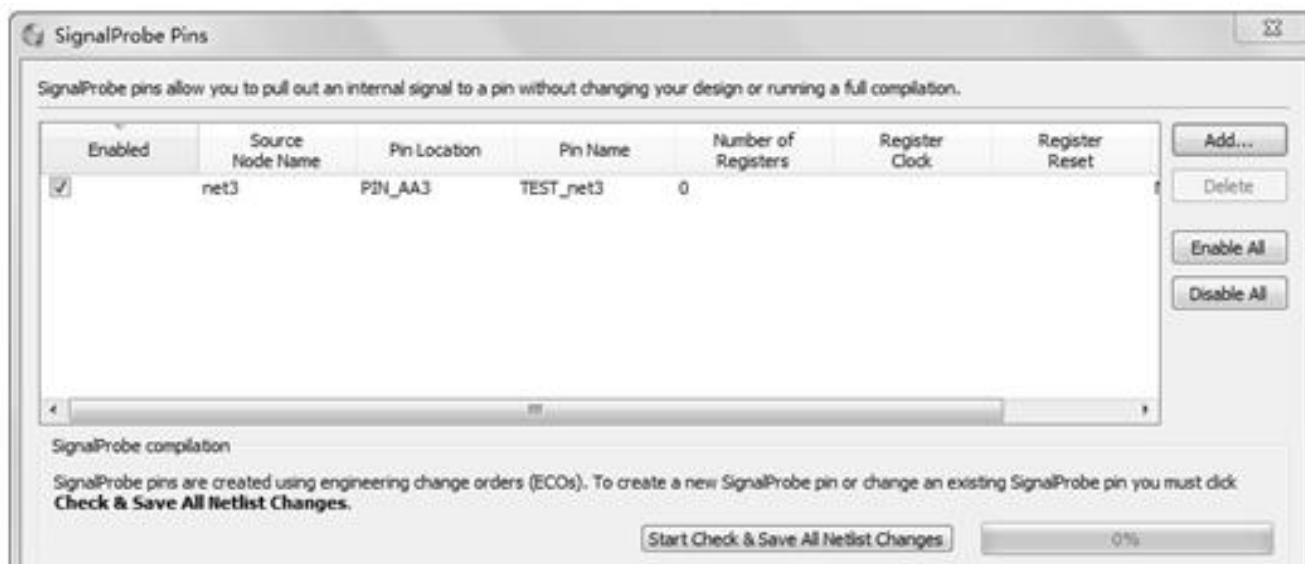 SignalProbe Pins
SignalProbe pins allow you to pull out an internal signal to a pin without changing your design or running a full compilation.
Enabled Source Node Name Pin Location Pin Name Number of Registers Register Clock Register Reset
net3 PIN_AA3 TEST_net3 0
Add...
Delete
Enable All
Disable All
SignalProbe compilation
SignalProbe pins are created using engineering change orders (ECOs). To create a new SignalProbe pin or change an existing SignalProbe pin you must click
Check & Save All Netlist Changes.
Start Check & Save All Netlist Changes 0%